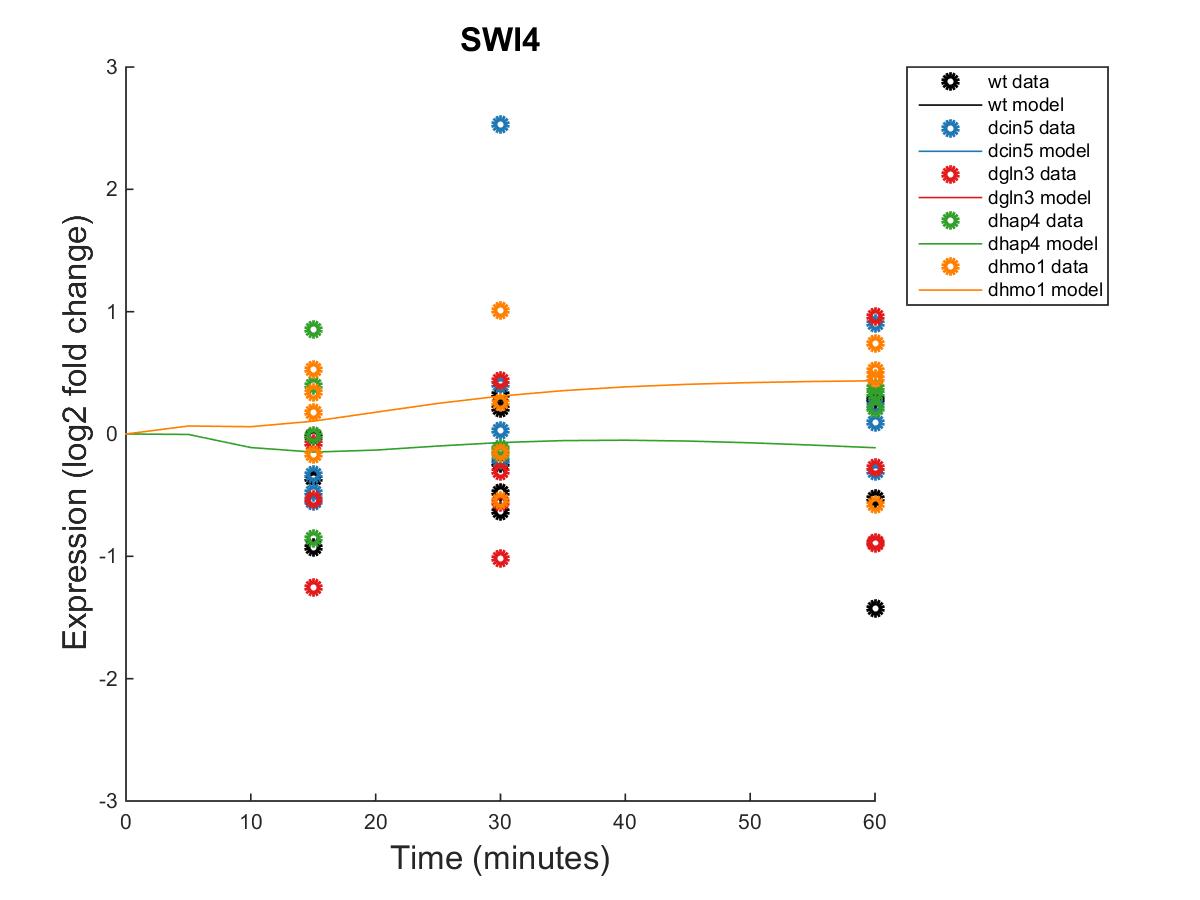 SWI4
3
2
1
0
-1
-2
-3
Expression (log2 fold change)
0 10 20 30 40 50 60
Time (minutes)
wt data
wt model
dcin5 data
dcin5 model
dgln3 data
dgln3 model
dhap4 data
dhap4 model
dhmo1 data
dhmo1 model